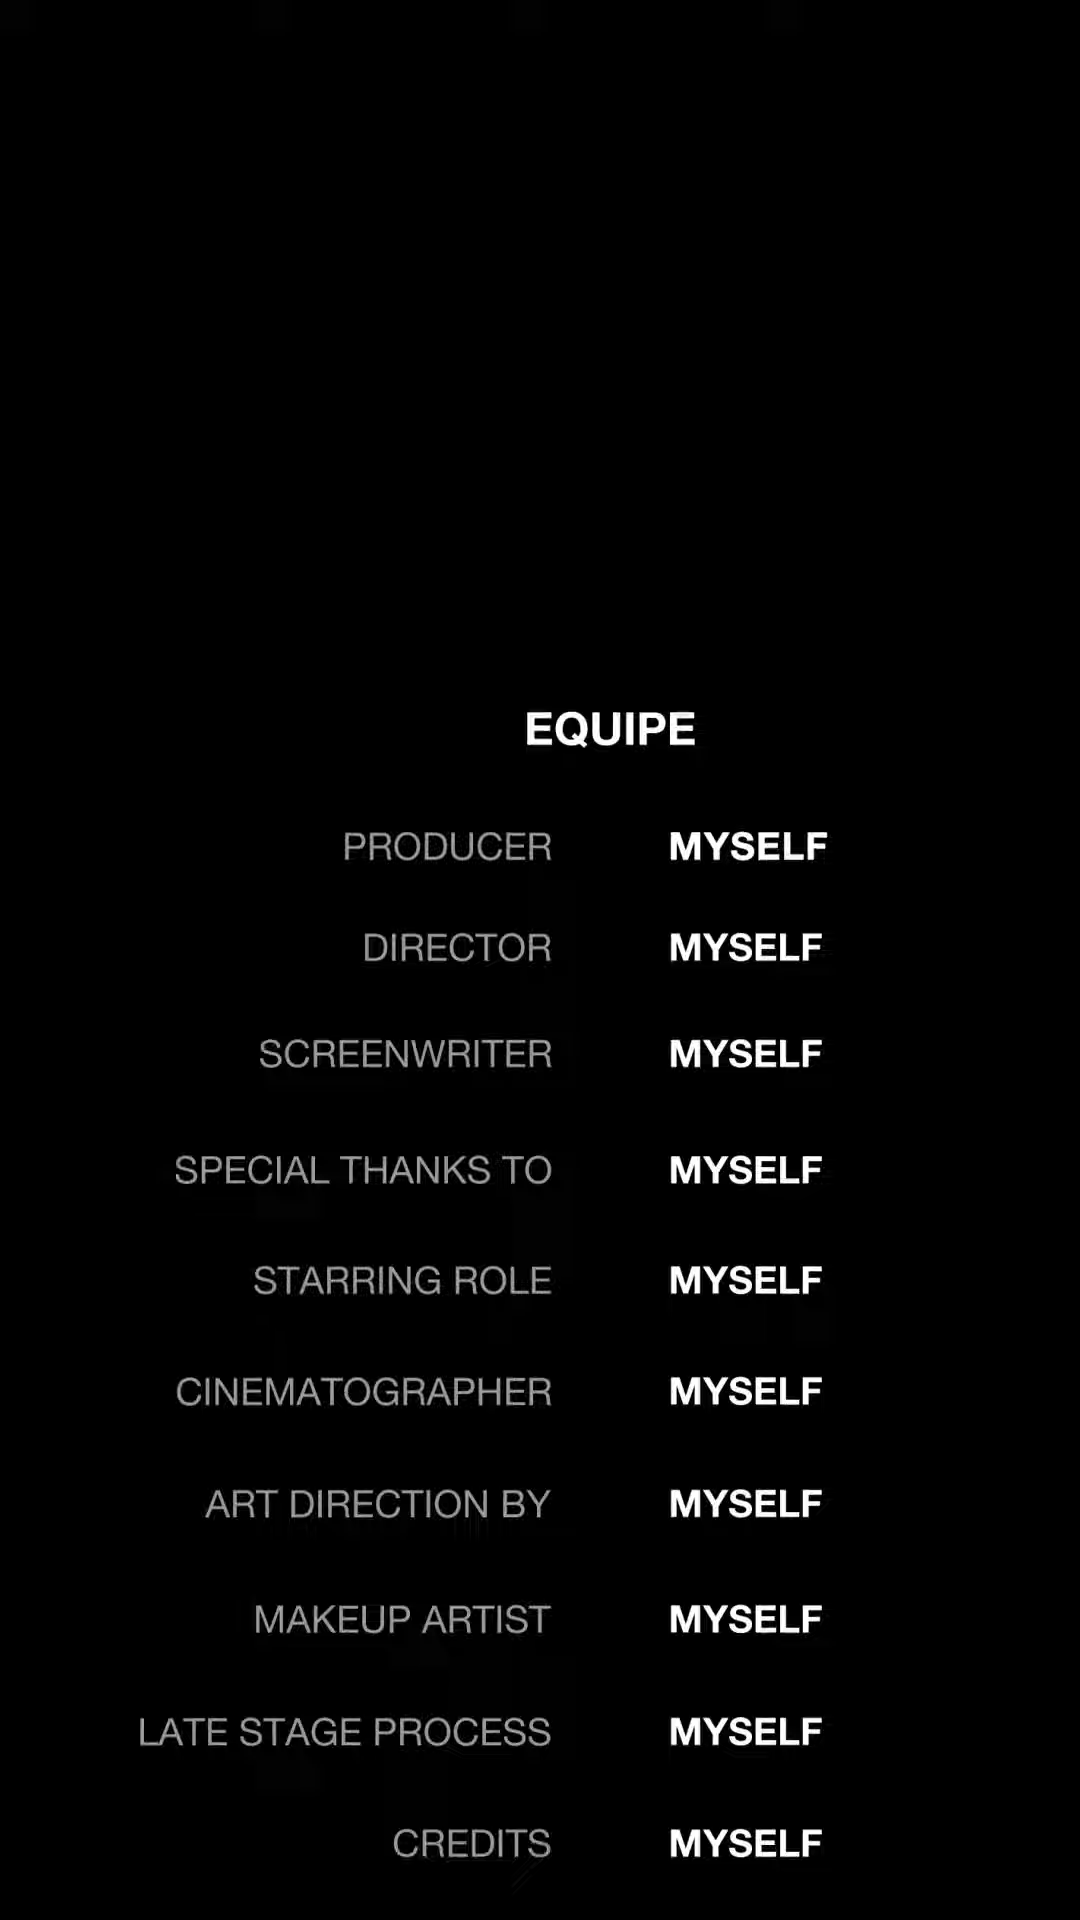 EQUIPE
PRODUCER MYSELF
DIRECTOR MYSELF
SCREENWRITER MYSELF
SPECIAL THANKS TO MYSELF
STARRING ROLE MYSELF
CINEMATOGRAPHER MYSELF
ART DIRECTION BY MYSELF
MAKEUP ARTIST MYSELF
LATE STAGE PROCESS MYSELF
CREDITS MYSELF